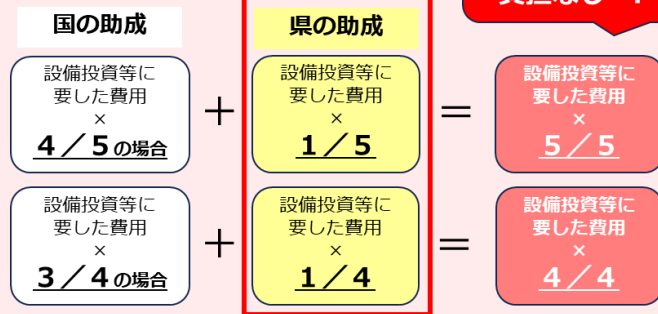 国の助成
県の助成
設備投資等に
要した費用
×
4／5の場合
＋
設備投資等に
要した費用
×
1／5
＝
設備投資等に
要した費用
×
5／5
設備投資等に
要した費用
×
3／4の場合
＋
設備投資等に
要した費用
×
1／4
＝
設備投資等に
要した費用
×
4／4